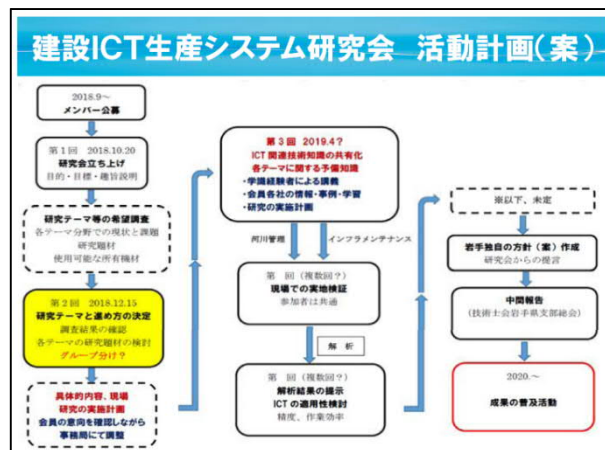 建設ICT生産システム研究会 活動計画(案)
2018.9~
メンバー公募
第1回 2018.10.20
研究会立ち上げ
目的・目標・趣旨説明
研究テーマ等の希望調査
各テーマ分野での現状と課題
研究題材
使用可能な所有機材
第2回 2018.12.15
研究テーマと進め方の決定
調査結果の確認
各テーマの研究題材の検討
グループ分け?
具体的内容、現場
研究の実施計画
会員の意向を確認しながら
事務局にて調整
第3回 2019.4?
ICT関連技術知識の共有化
各テーマに関する予備知識
・学識経験者による講義
・会員各社の情報・事例・学習
・研究の実施計画
河川管理
インフラメンテナンス
第 回(複数回?)
現場での実地検証
参加者は共通
解 析
第 回(複数回?)
解析結果の提示
ICTの適用性検討
精度、作業効率
※以下、未定
岩手独自の方針(案)作成
研究会からの提言
中間報告
(技術士会岩手県支部総会)
2020.~
成果の普及活動